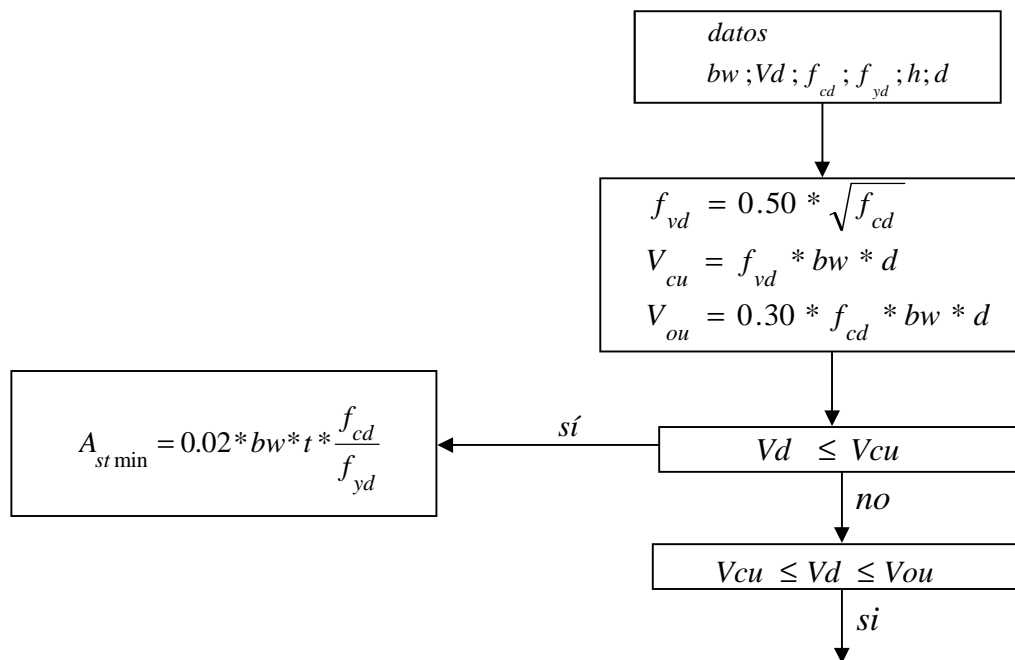 datos
bw ; Vd ; f_cd ; f_yd ; h; d
f_vd = 0.50 * √f_cd
V_cu = f_vd * bw * d
V_ou = 0.30 * f_cd * bw * d
A_st min = 0.02 * bw * t * f_cd / f_yd
sí
Vd ≤ Vcu
no
Vcu ≤ Vd ≤ Vou
si